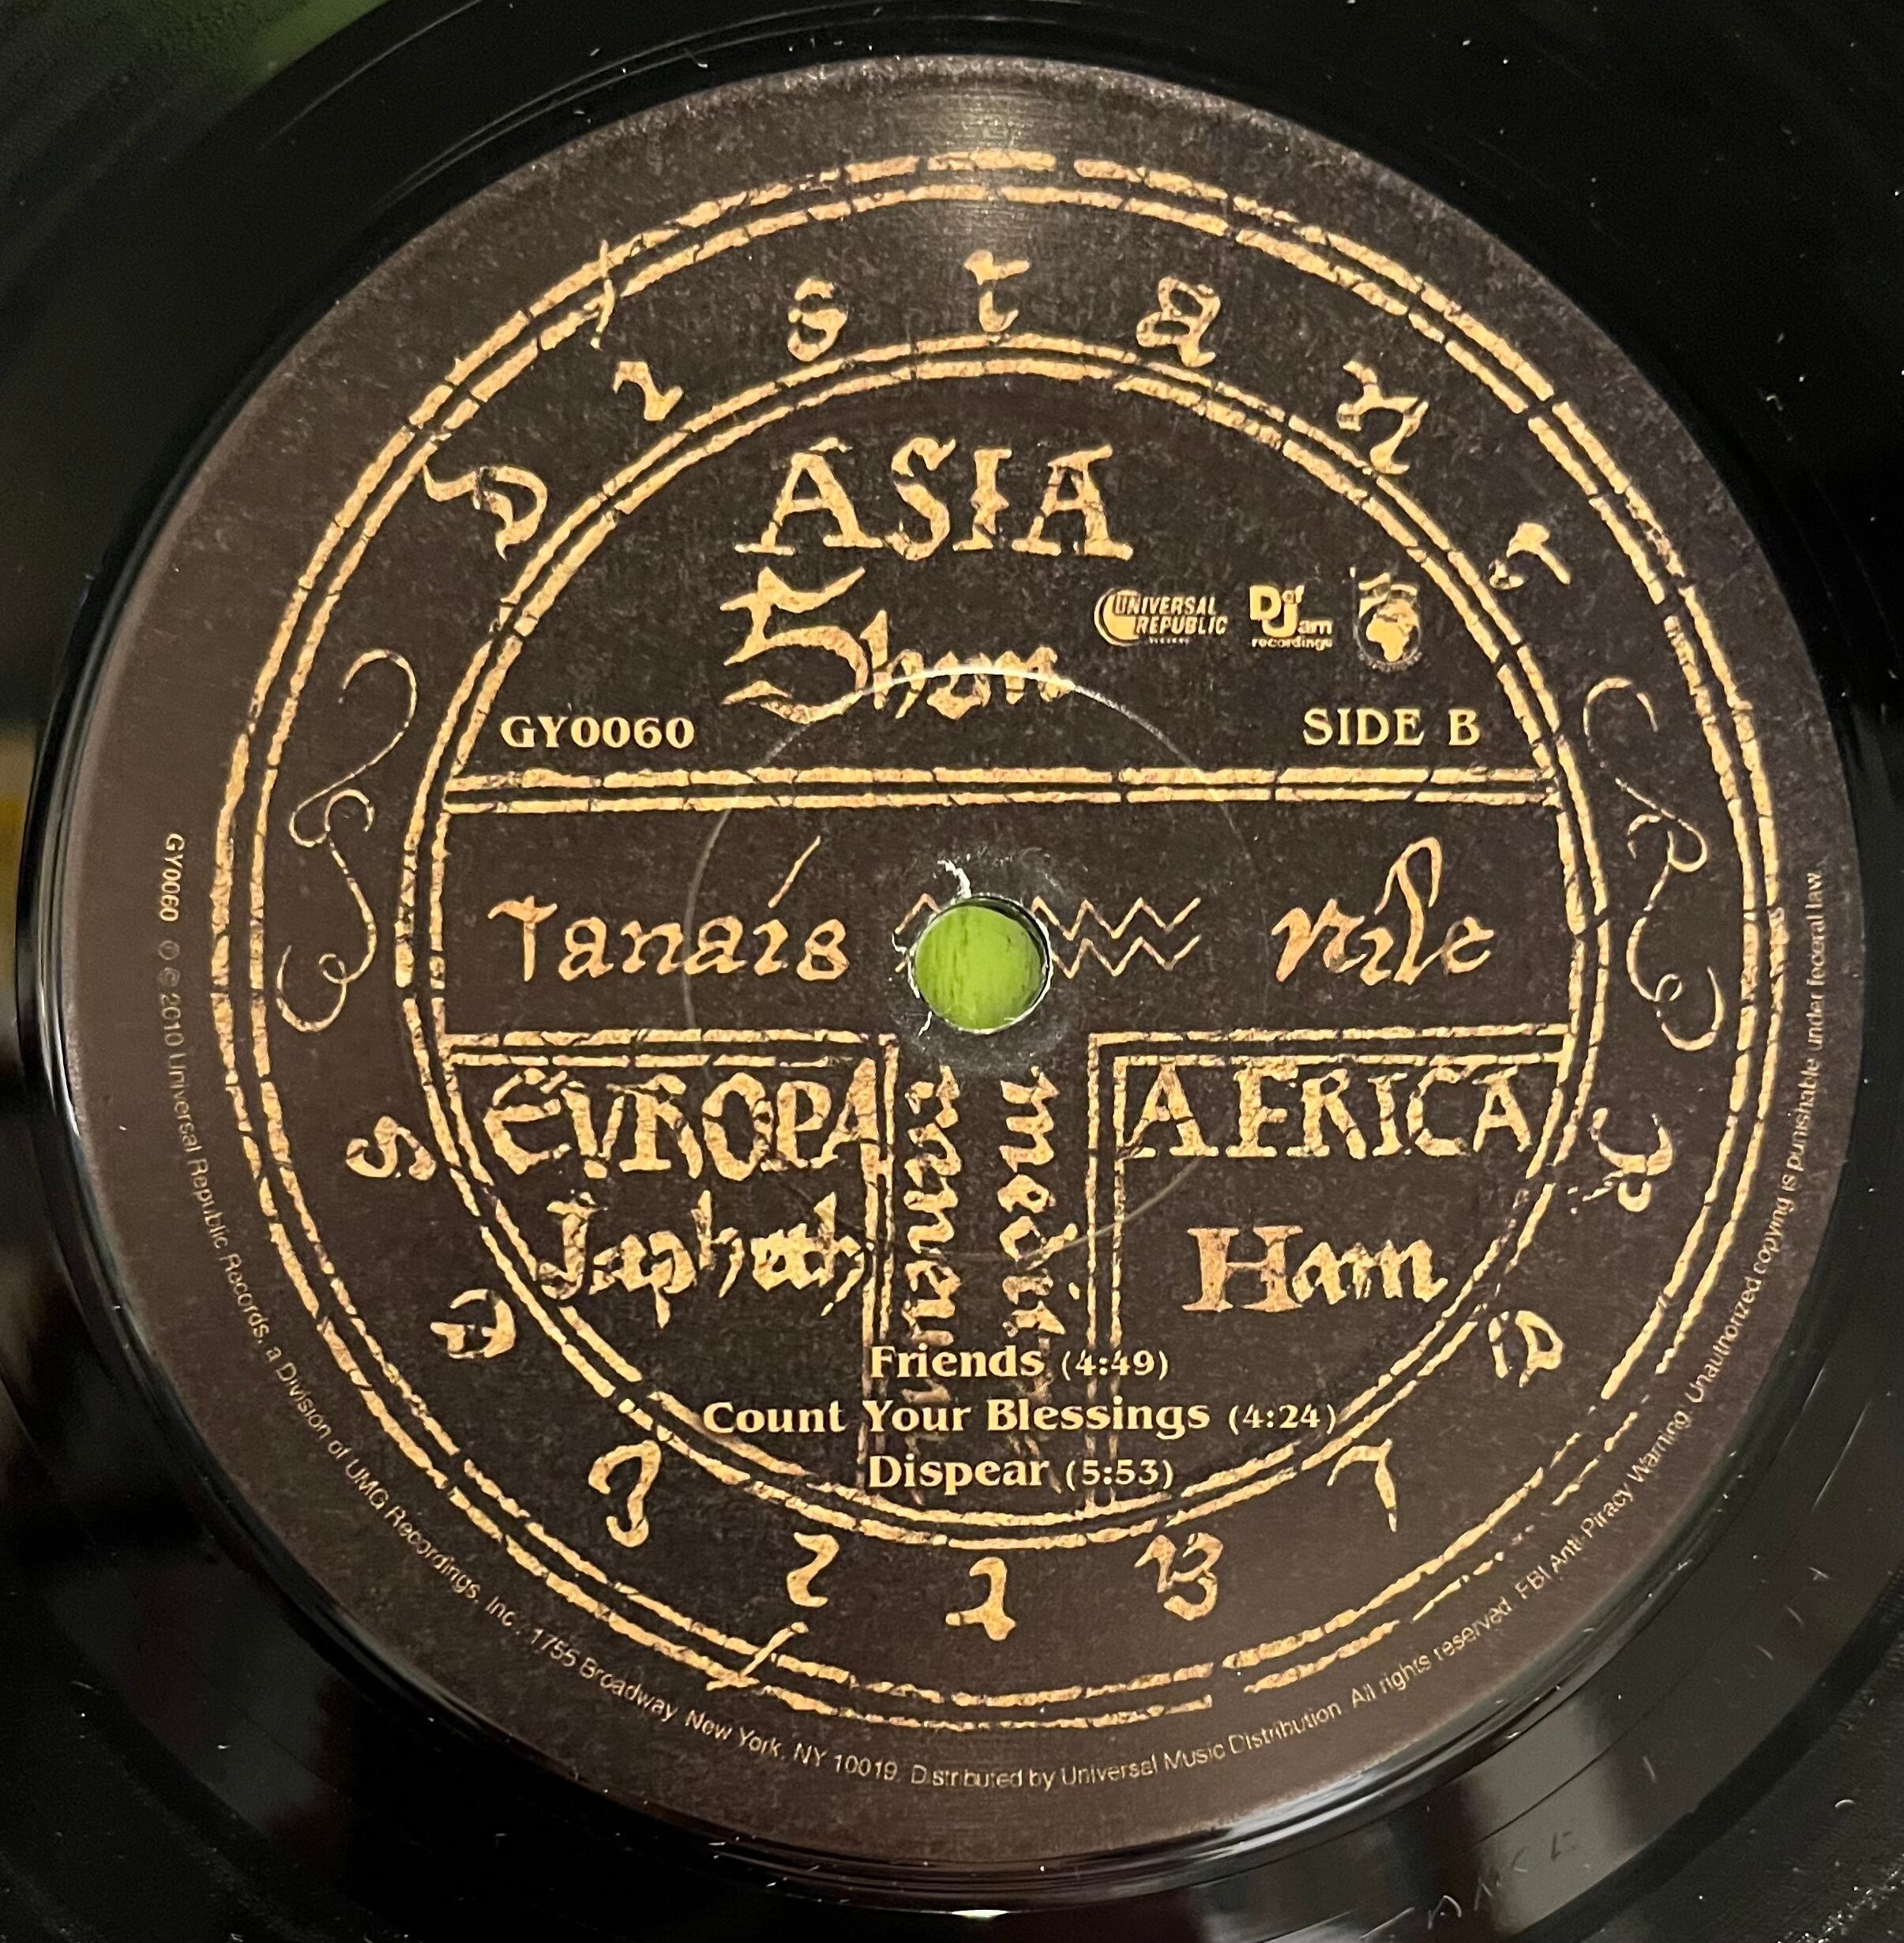 Distant
ASIA
Shem
UNIVERSAL
REPUBLIC
Def
Jam
recordings
GY0060
SIDE B
Tanais
Nile
EVROPA
AFRICA
Japheth
Ham
Friends (4:49)
Count Your Blessings (4:24)
Dispear (5:53)
Relatives
GY0060 ℗ © 2010 Universal Republic Records, a Division of UMG Recordings, Inc., 1755 Broadway, New York, NY 10019. Distributed by Universal Music Distribution. All rights reserved. FBI Anti-Piracy Warning: Unauthorized copying is punishable under federal law.